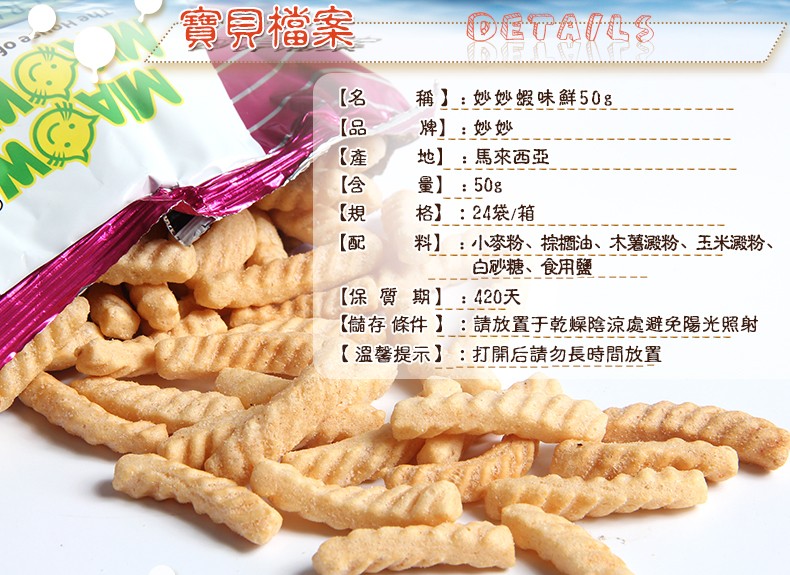 寶貝檔案 DETAILS
The House of
MIAOW
MIAOW
【名 稱】：妙妙蝦味鮮50g
【品 牌】：妙妙
【產 地】：馬來西亞
【含 量】：50g
【規 格】：24袋/箱
【配 料】：小麥粉、棕櫚油、木薯澱粉、玉米澱粉、
白砂糖、食用鹽
【保 質 期】：420天
【儲存條件】：請放置于乾燥陰涼處避免陽光照射
【溫馨提示】：打開后請勿長時間放置